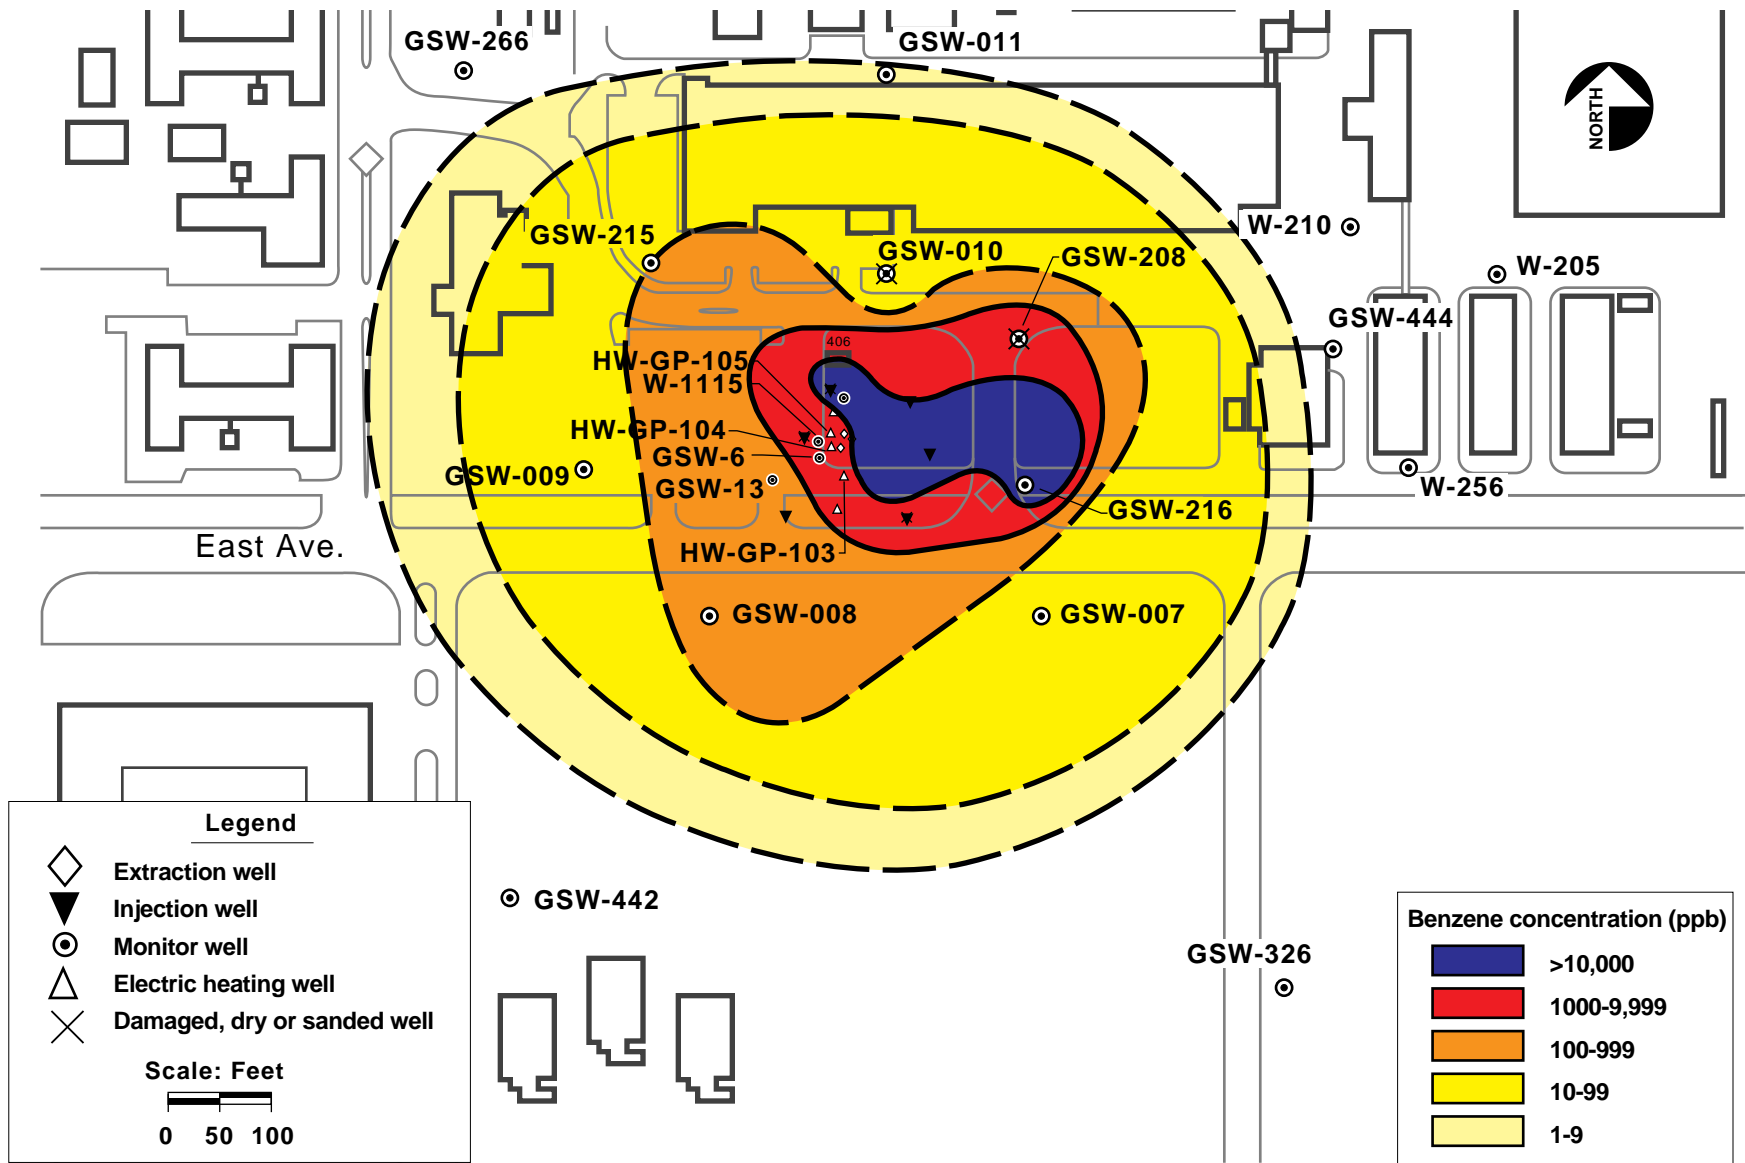 GSW-266
GSW-011
NORTH
GSW-215
GSW-010
GSW-208
W-210
W-205
GSW-444
406
HW-GP-105
W-1115
HW-GP-104
GSW-6
GSW-009
GSW-13
W-256
GSW-216
East Ave.
HW-GP-103
GSW-008
GSW-007
Legend
Extraction well
Injection well
Monitor well
Electric heating well
Damaged, dry or sanded well
Scale: Feet
0 50 100
GSW-442
GSW-326
Benzene concentration (ppb)
>10,000
1000-9,999
100-999
10-99
1-9